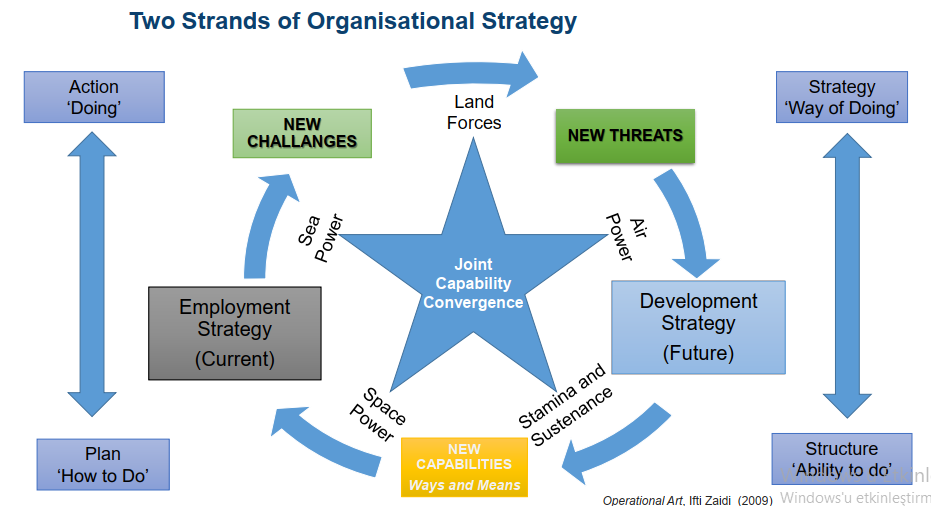 Two Strands of Organisational Strategy
Action
‘Doing’
Strategy
‘Way of Doing’
Land
Forces
NEW
CHALLANGES
NEW THREATS
Sea
Power
Air
Power
Joint
Capability
Convergence
Employment
Strategy
(Current)
Development
Strategy
(Future)
Space
Power
Stamina and
Sustenance
NEW
CAPABILITIES
Ways and Means
Plan
‘How to Do’
Structure
‘Ability to do’
Operational Art, Ifti Zaidi (2009)
Windows'u etkinleştirm